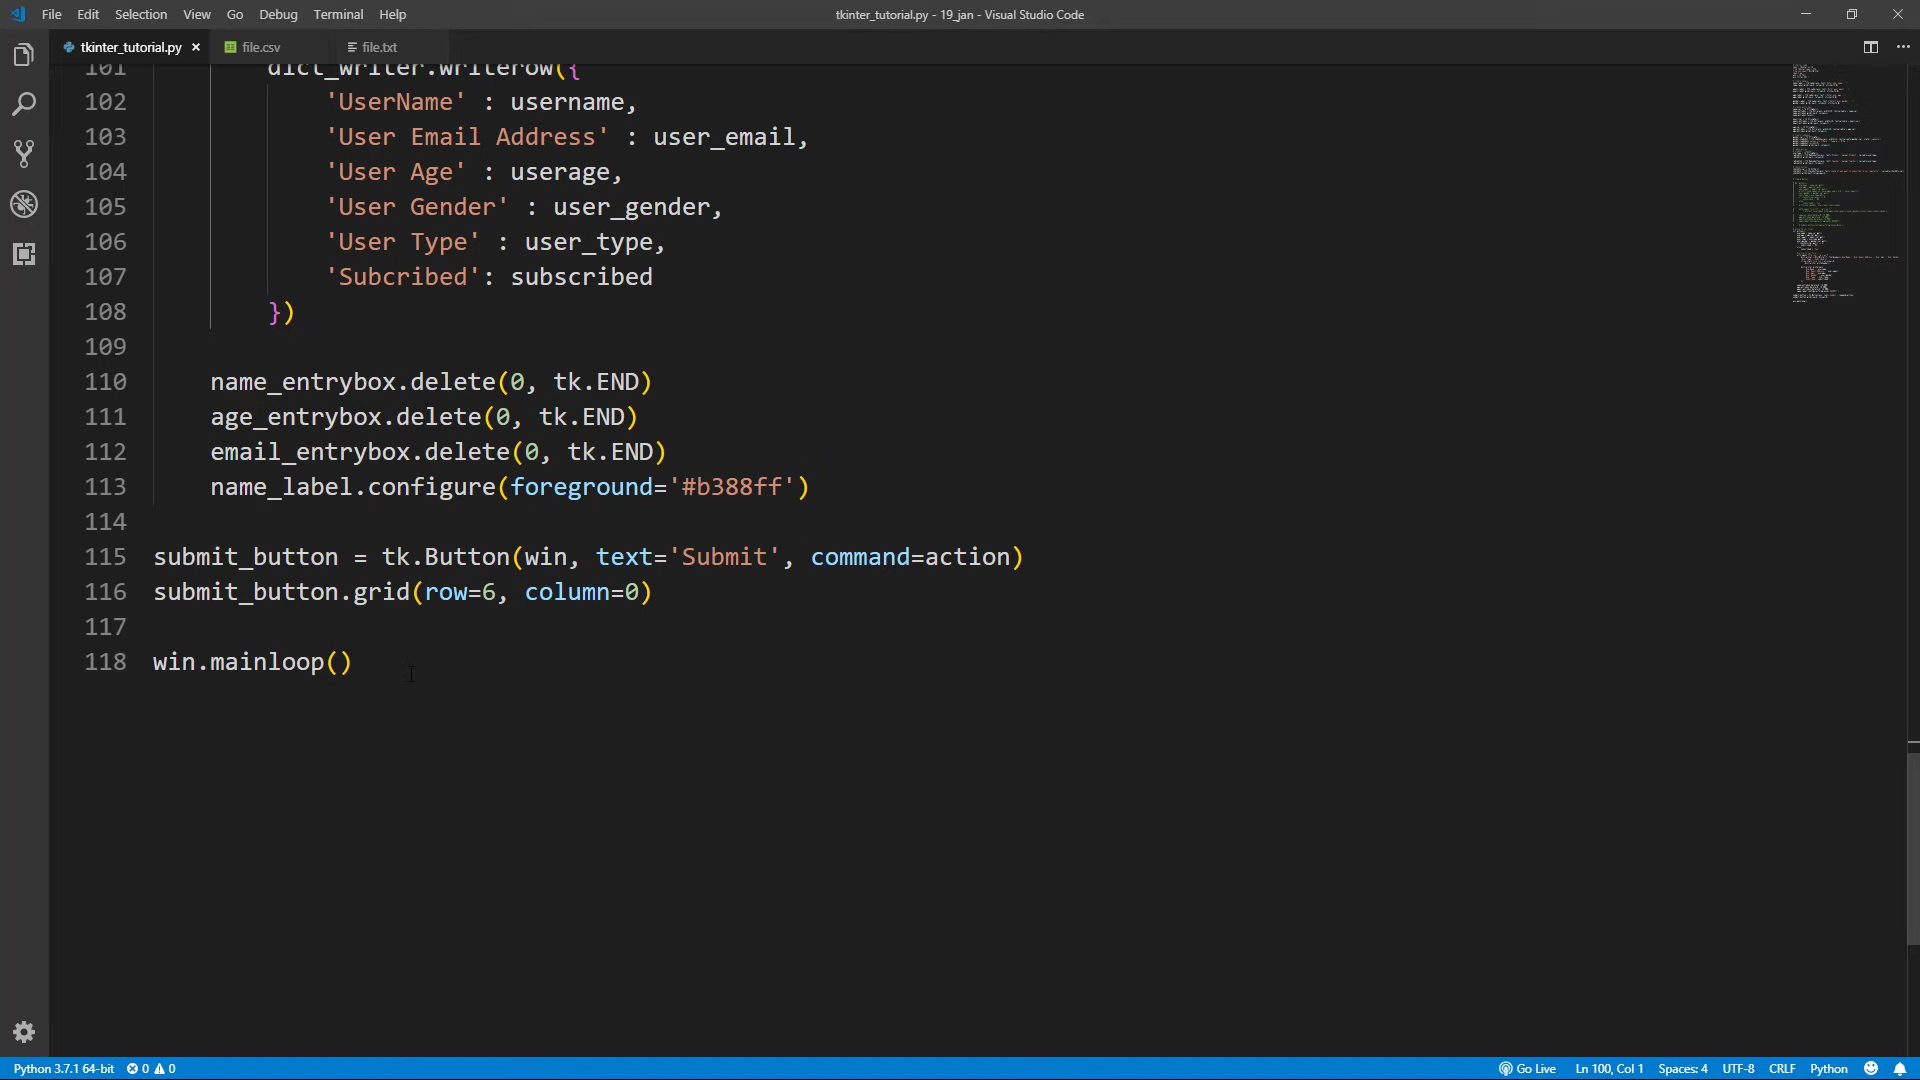 File Edit Selection View Go Debug Terminal Help
tkinter_tutorial.py - 19_jan - Visual Studio Code
tkinter_tutorial.py × file.csv file.txt
101 dict_writer.writerow({
102 'UserName' : username,
103 'User Email Address' : user_email,
104 'User Age' : userage,
105 'User Gender' : user_gender,
106 'User Type' : user_type,
107 'Subcribed': subscribed
108 })
109
110 name_entrybox.delete(0, tk.END)
111 age_entrybox.delete(0, tk.END)
112 email_entrybox.delete(0, tk.END)
113 name_label.configure(foreground='#b388ff')
114
115 submit_button = tk.Button(win, text='Submit', command=action)
116 submit_button.grid(row=6, column=0)
117
118 win.mainloop()
Python 3.7.1 64-bit 0 0 Go Live Ln 100, Col 1 Spaces: 4 UTF-8 CRLF Python